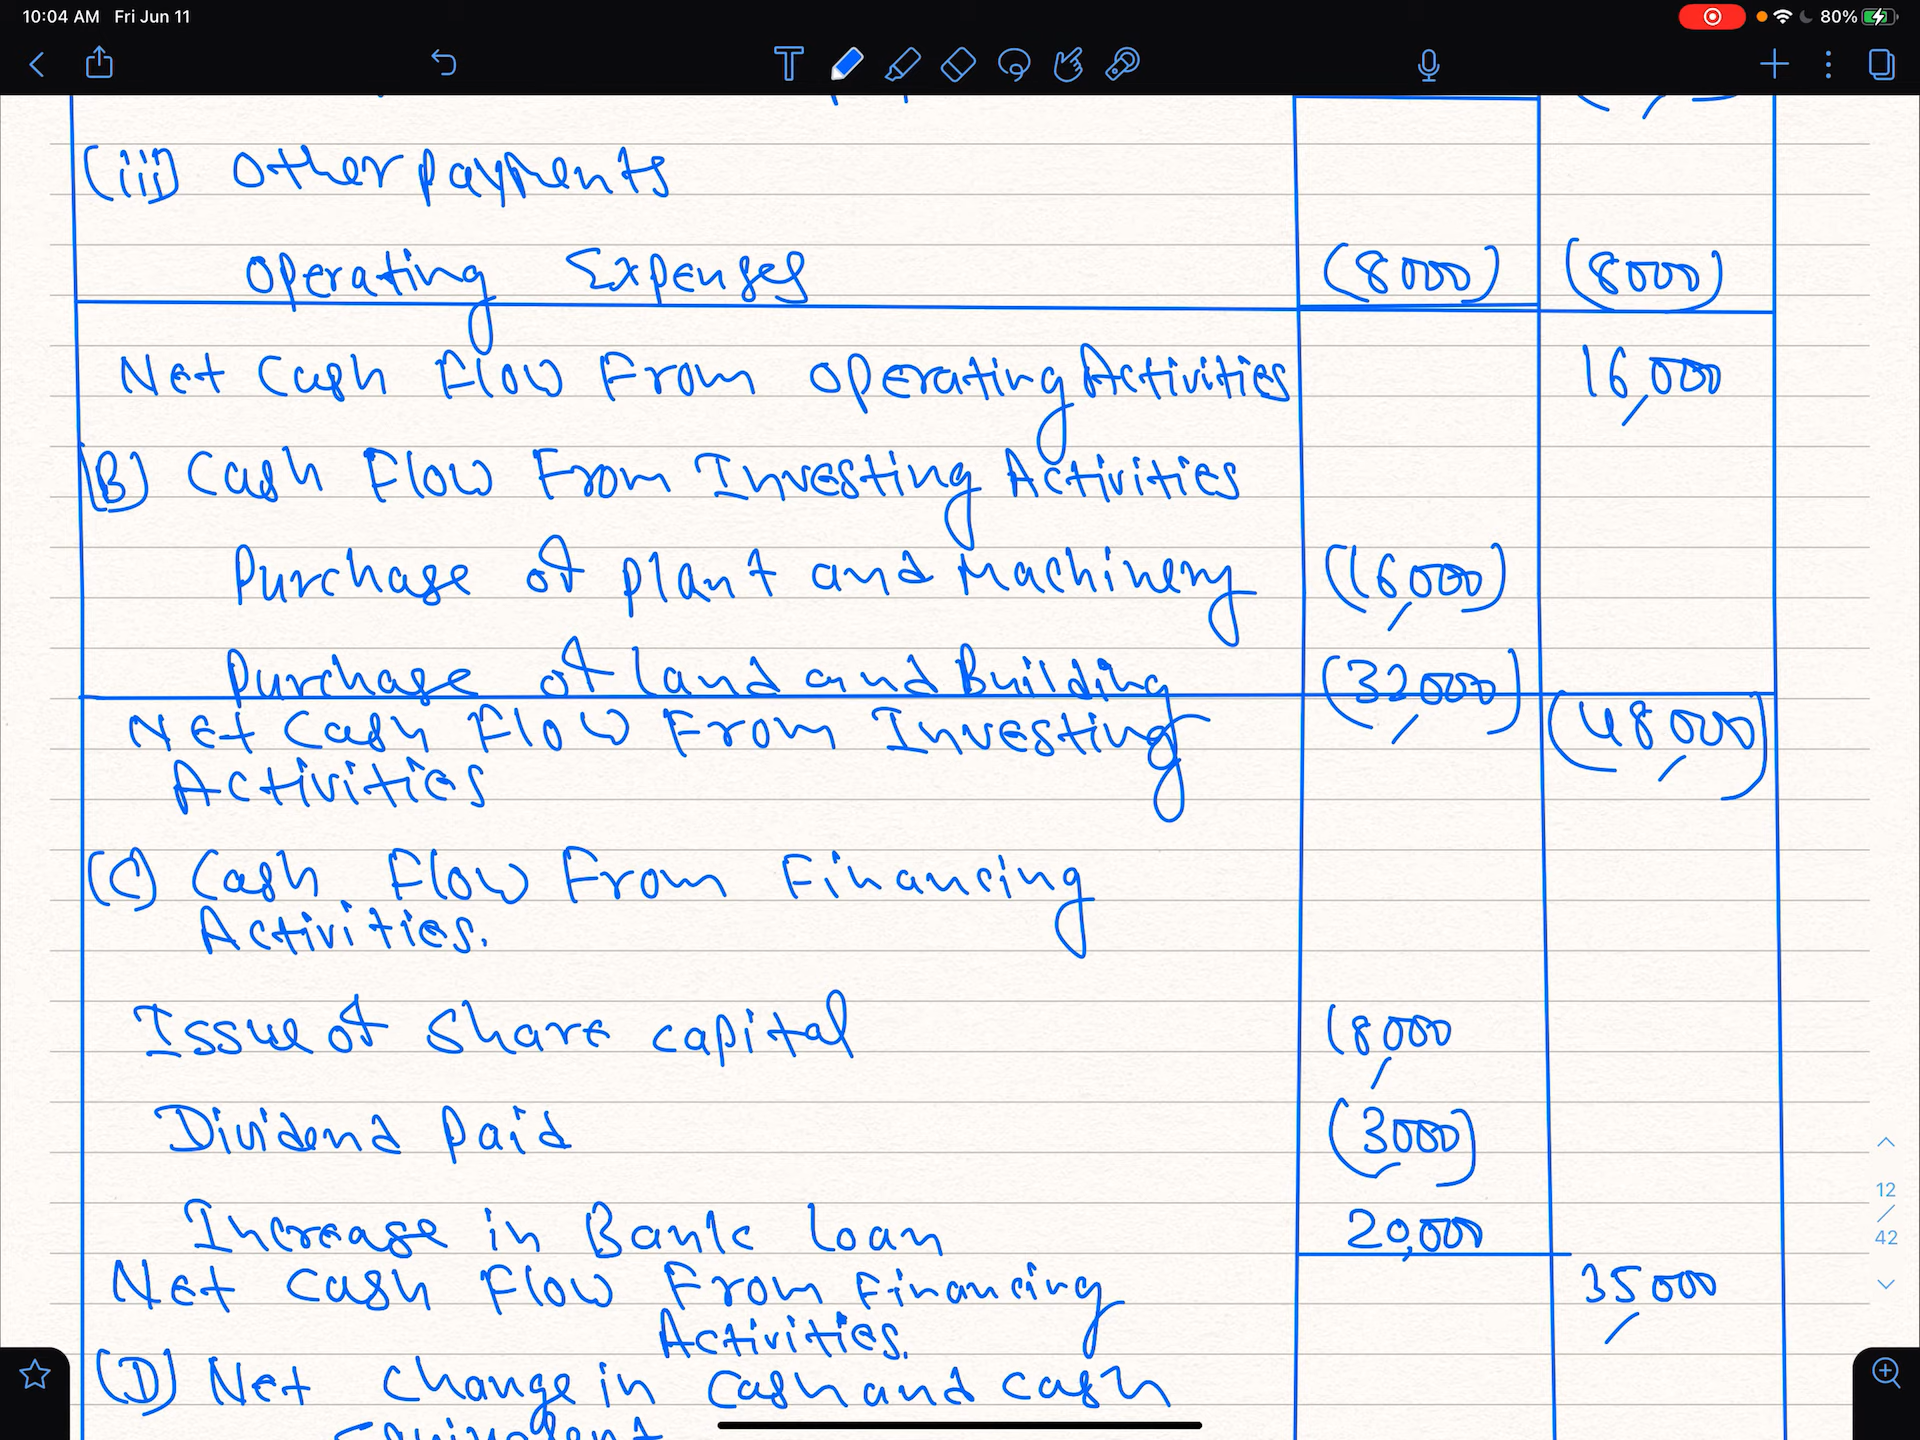 10:04 AM Fri Jun 11 80%
(iii) Other payments
Operating Expenses (8000) (8000)
Net Cash Flow From Operating Activities 16,000
(B) Cash Flow From Investing Activities
Purchase of plant and Machinery (16,000)
Purchase of land and Building (32,000)
Net Cash Flow From Investing (48,000)
Activities
(C) Cash Flow From Financing
Activities.
Issue of Share capital 18,000
Dividend Paid (3000)
12
/
42
Increase in Bank Loan 20,000
Net Cash Flow From Financing 35,000
Activities.
(D) Net change in Cash and cash